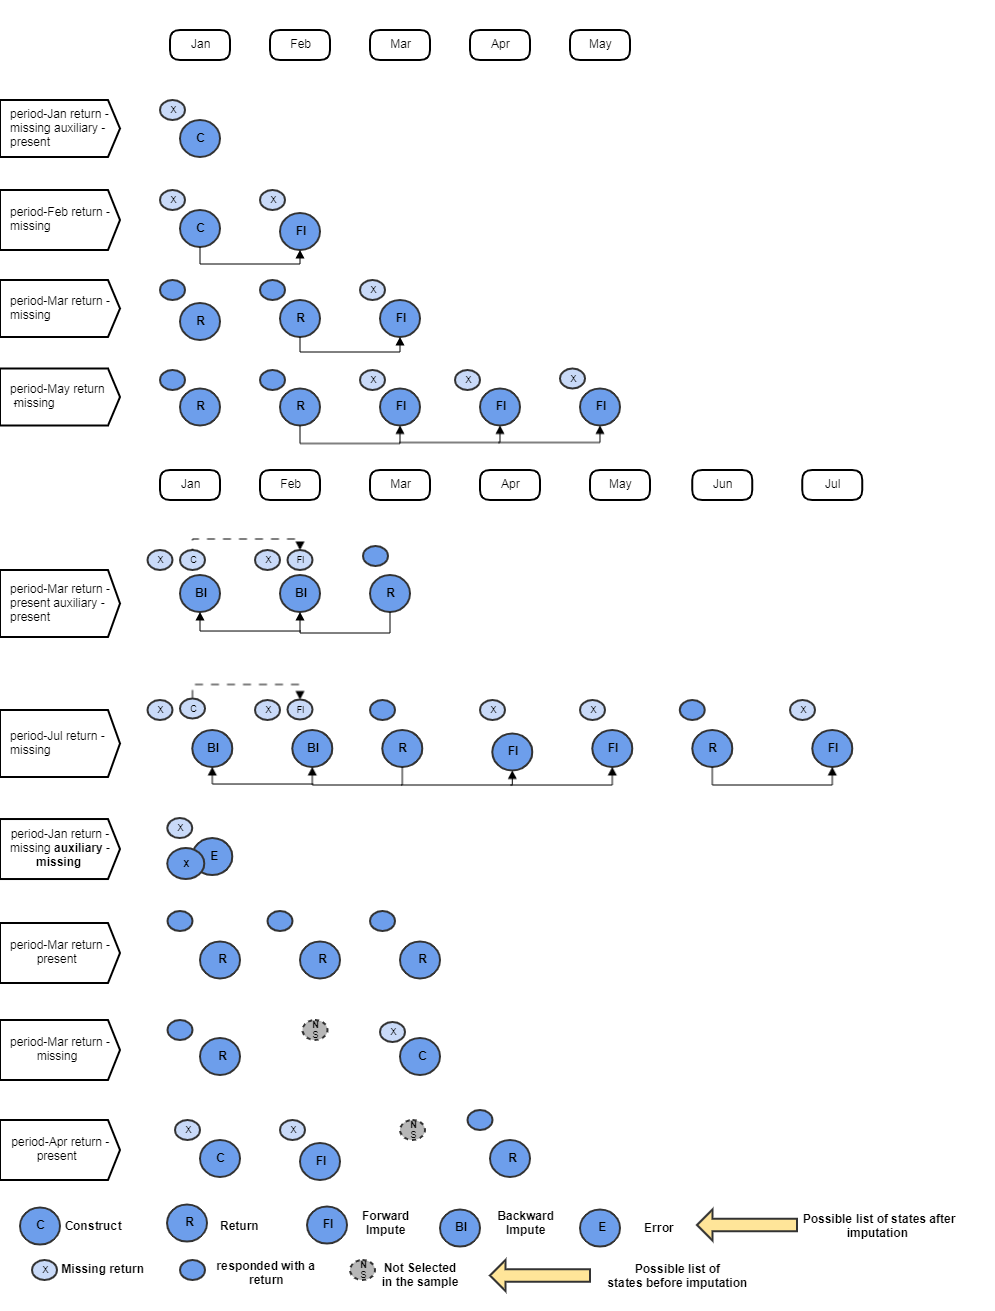 Jan Feb Mar Apr May
period-Jan return -
missing auxiliary -
present
X
C
period-Feb return -
missing
X X
C FI
period-Mar return -
missing
X
R R FI
period-May return
-missing
X X X
R R FI FI FI
Jan Feb Mar Apr May Jun Jul
period-Mar return -
present auxiliary -
present
X C X FI
BI BI R
period-Jul return -
missing
X C X FI X X X
BI BI R FI FI R FI
period-Jan return -
missing auxiliary -
missing
X
x E
period-Mar return -
present
R R R
period-Mar return -
missing
N
S
X
R C
period-Apr return -
present
X X
N
S
C FI R
C Construct R Return FI Forward
Impute
BI Backward
Impute
E Error
Possible list of states after
imputation
X Missing return
responded with a
return
N
S
Not Selected
in the sample
Possible list of
states before imputation